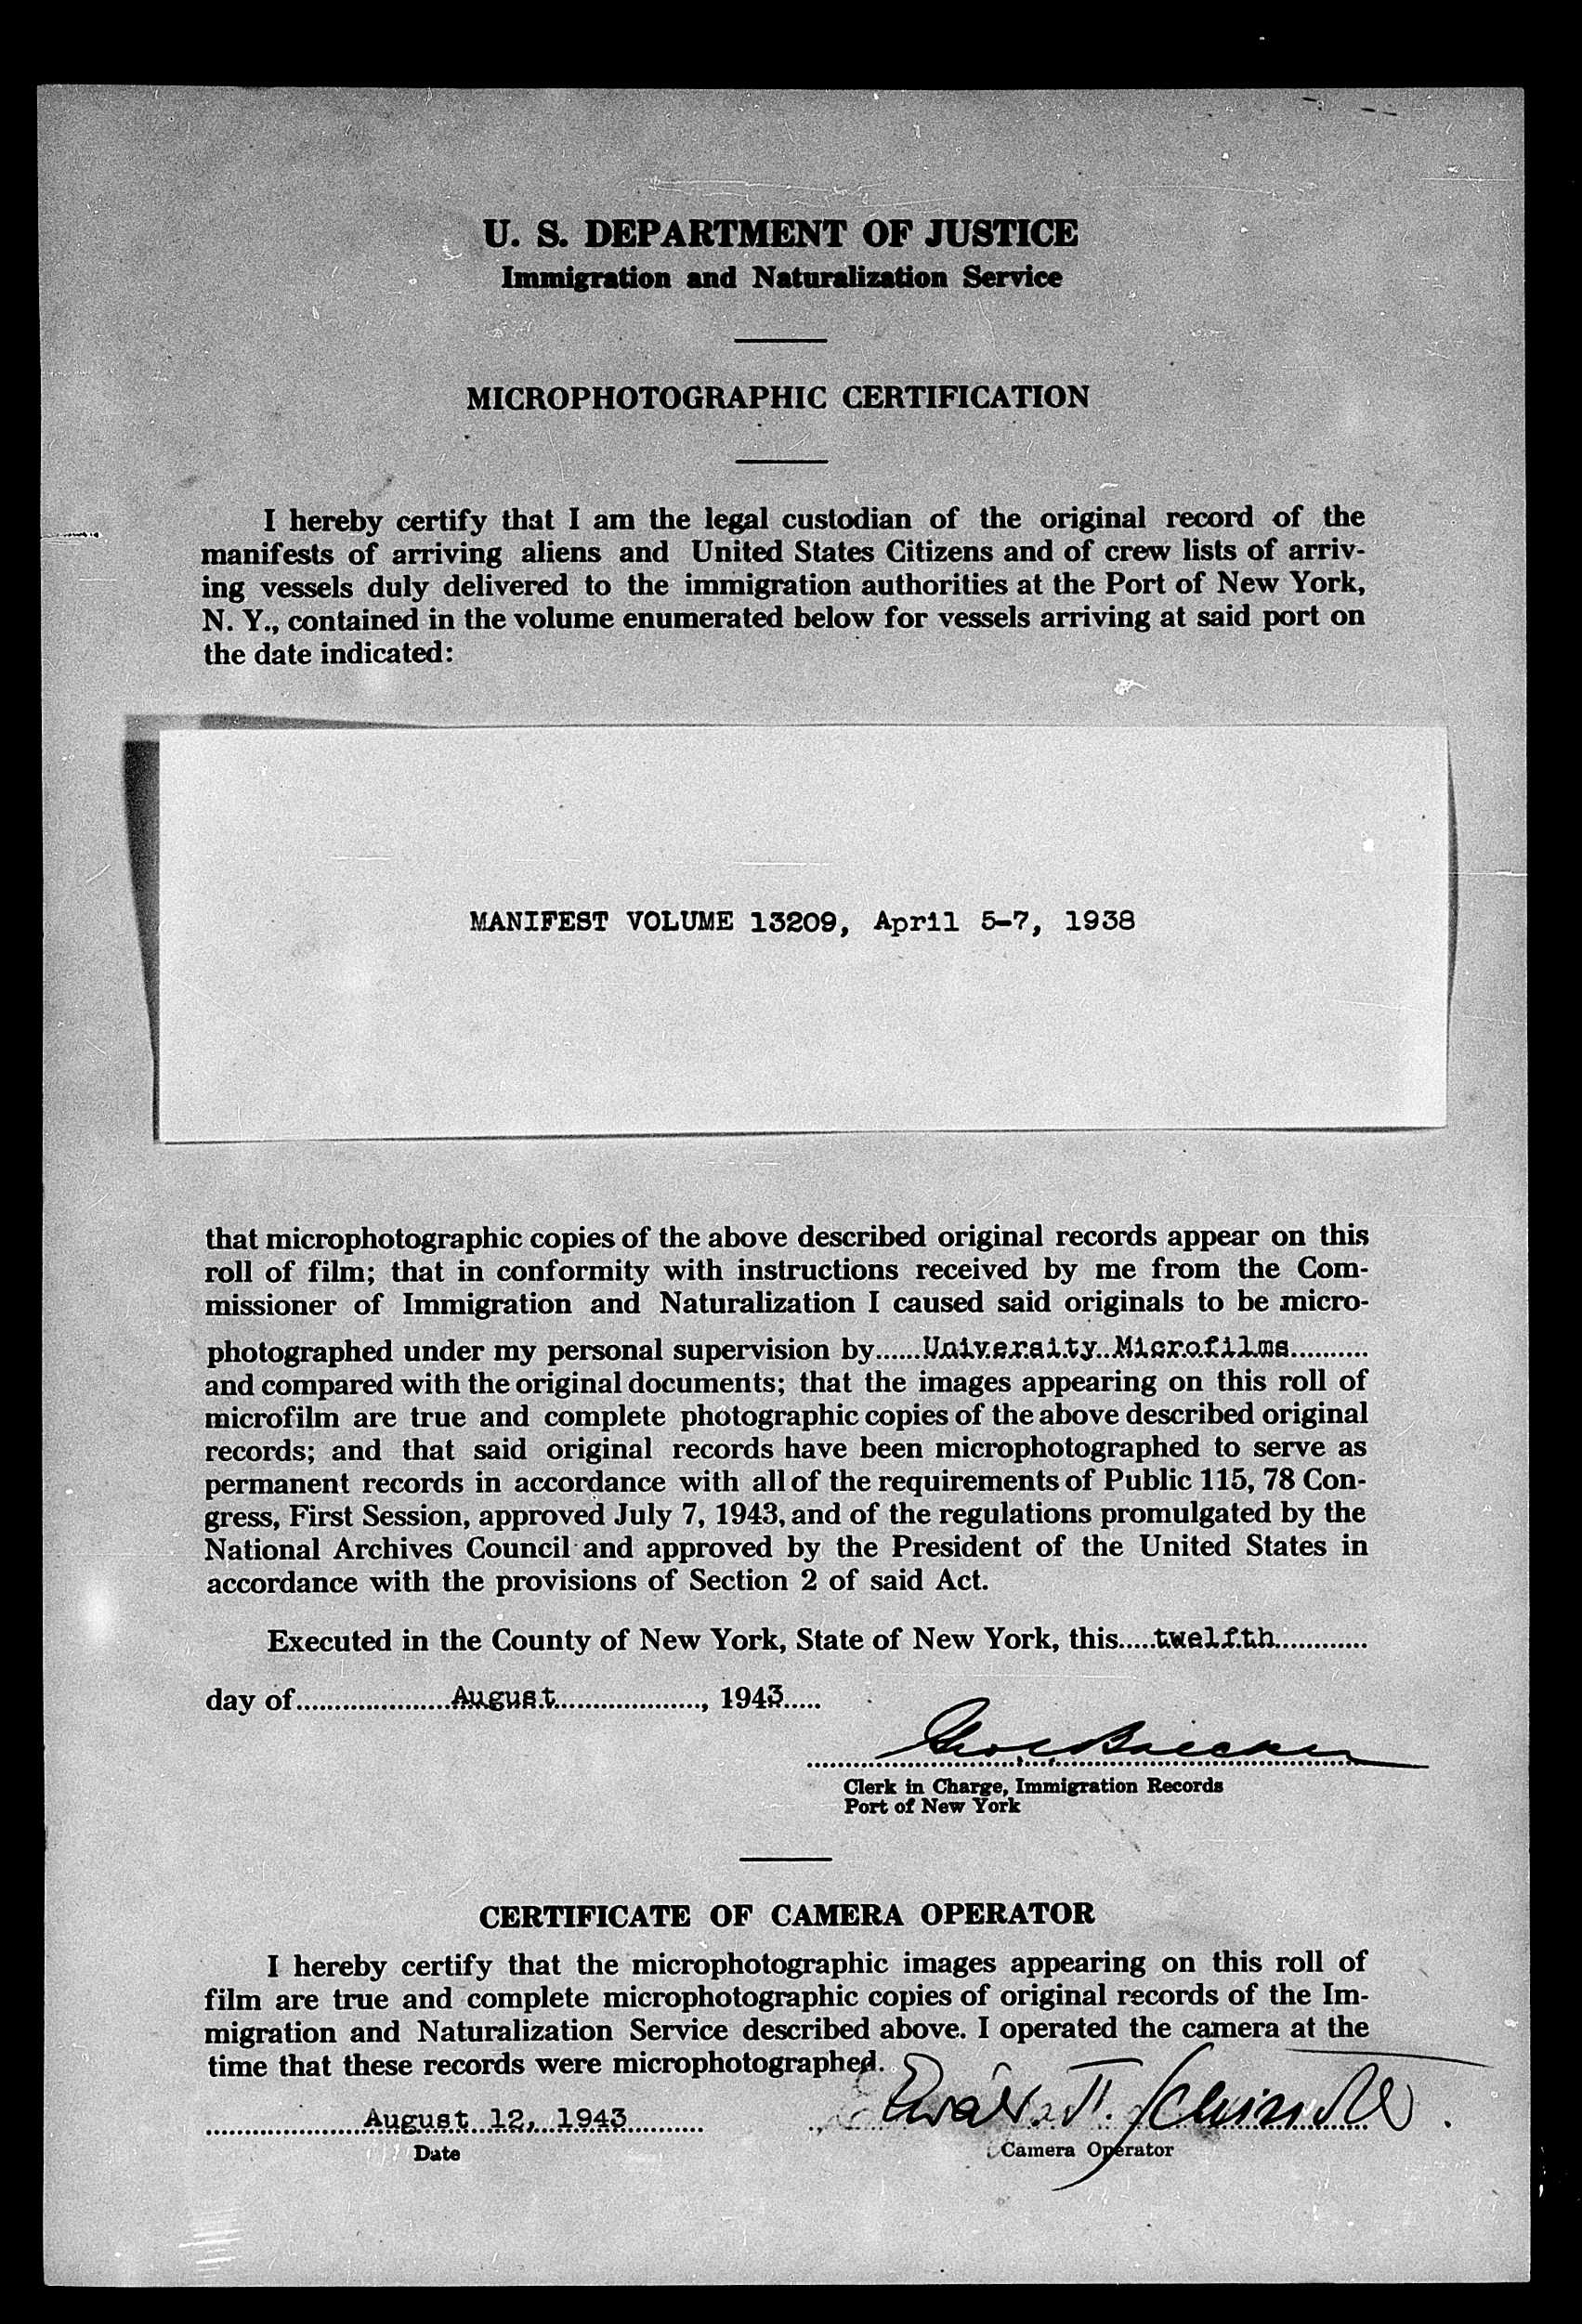 U. S. DEPARTMENT OF JUSTICE
Immigration and Naturalization Service
MICROPHOTOGRAPHIC CERTIFICATION
I hereby certify that I am the legal custodian of the original record of the
manifests of arriving aliens and United States Citizens and of crew lists of arriv-
ing vessels duly delivered to the immigration authorities at the Port of New York,
N. Y., contained in the volume enumerated below for vessels arriving at said port on
the date indicated:
MANIFEST VOLUME 13209, April 5-7, 1938
that microphotographic copies of the above described original records appear on this
roll of film; that in conformity with instructions received by me from the Com-
missioner of Immigration and Naturalization I caused said originals to be micro-
photographed under my personal supervision by......University Microfilms..........
and compared with the original documents; that the images appearing on this roll of
microfilm are true and complete photographic copies of the above described original
records; and that said original records have been microphotographed to serve as
permanent records in accordance with all of the requirements of Public 115, 78 Con-
gress, First Session, approved July 7, 1943, and of the regulations promulgated by the
National Archives Council and approved by the President of the United States in
accordance with the provisions of Section 2 of said Act.
Executed in the County of New York, State of New York, this.....twelfth............
day of....................August..................., 1943.....
Clerk in Charge, Immigration Records
Port of New York
CERTIFICATE OF CAMERA OPERATOR
I hereby certify that the microphotographic images appearing on this roll of
film are true and complete microphotographic copies of original records of the Im-
migration and Naturalization Service described above. I operated the camera at the
time that these records were microphotographed.
August 12, 1943
Date
Camera Operator